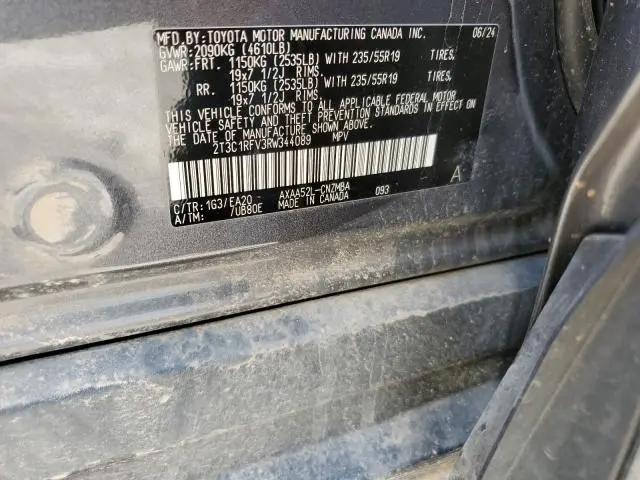 MFD.BY:TOYOTA MOTOR MANUFACTURING CANADA INC. 06/24
GVWR:2090KG (4610LB)
GAWR:FRT. 1150KG (2535LB) WITH 235/55R19 TIRES,
19x7 1/2J RIMS.
RR. 1150KG (2535LB) WITH 235/55R19 TIRES,
19x7 1/2J RIMS.
THIS VEHICLE CONFORMS TO ALL APPLICABLE FEDERAL MOTOR
VEHICLE SAFETY AND THEFT PREVENTION STANDARDS IN EFFECT ON
THE DATE OF MANUFACTURE SHOWN ABOVE.
2T3C1RFV3RW344089 MPV
A
C/TR:1G3/EA20 AXAA52L-CNZMBA 093
A/TM: /UB80E MADE IN CANADA